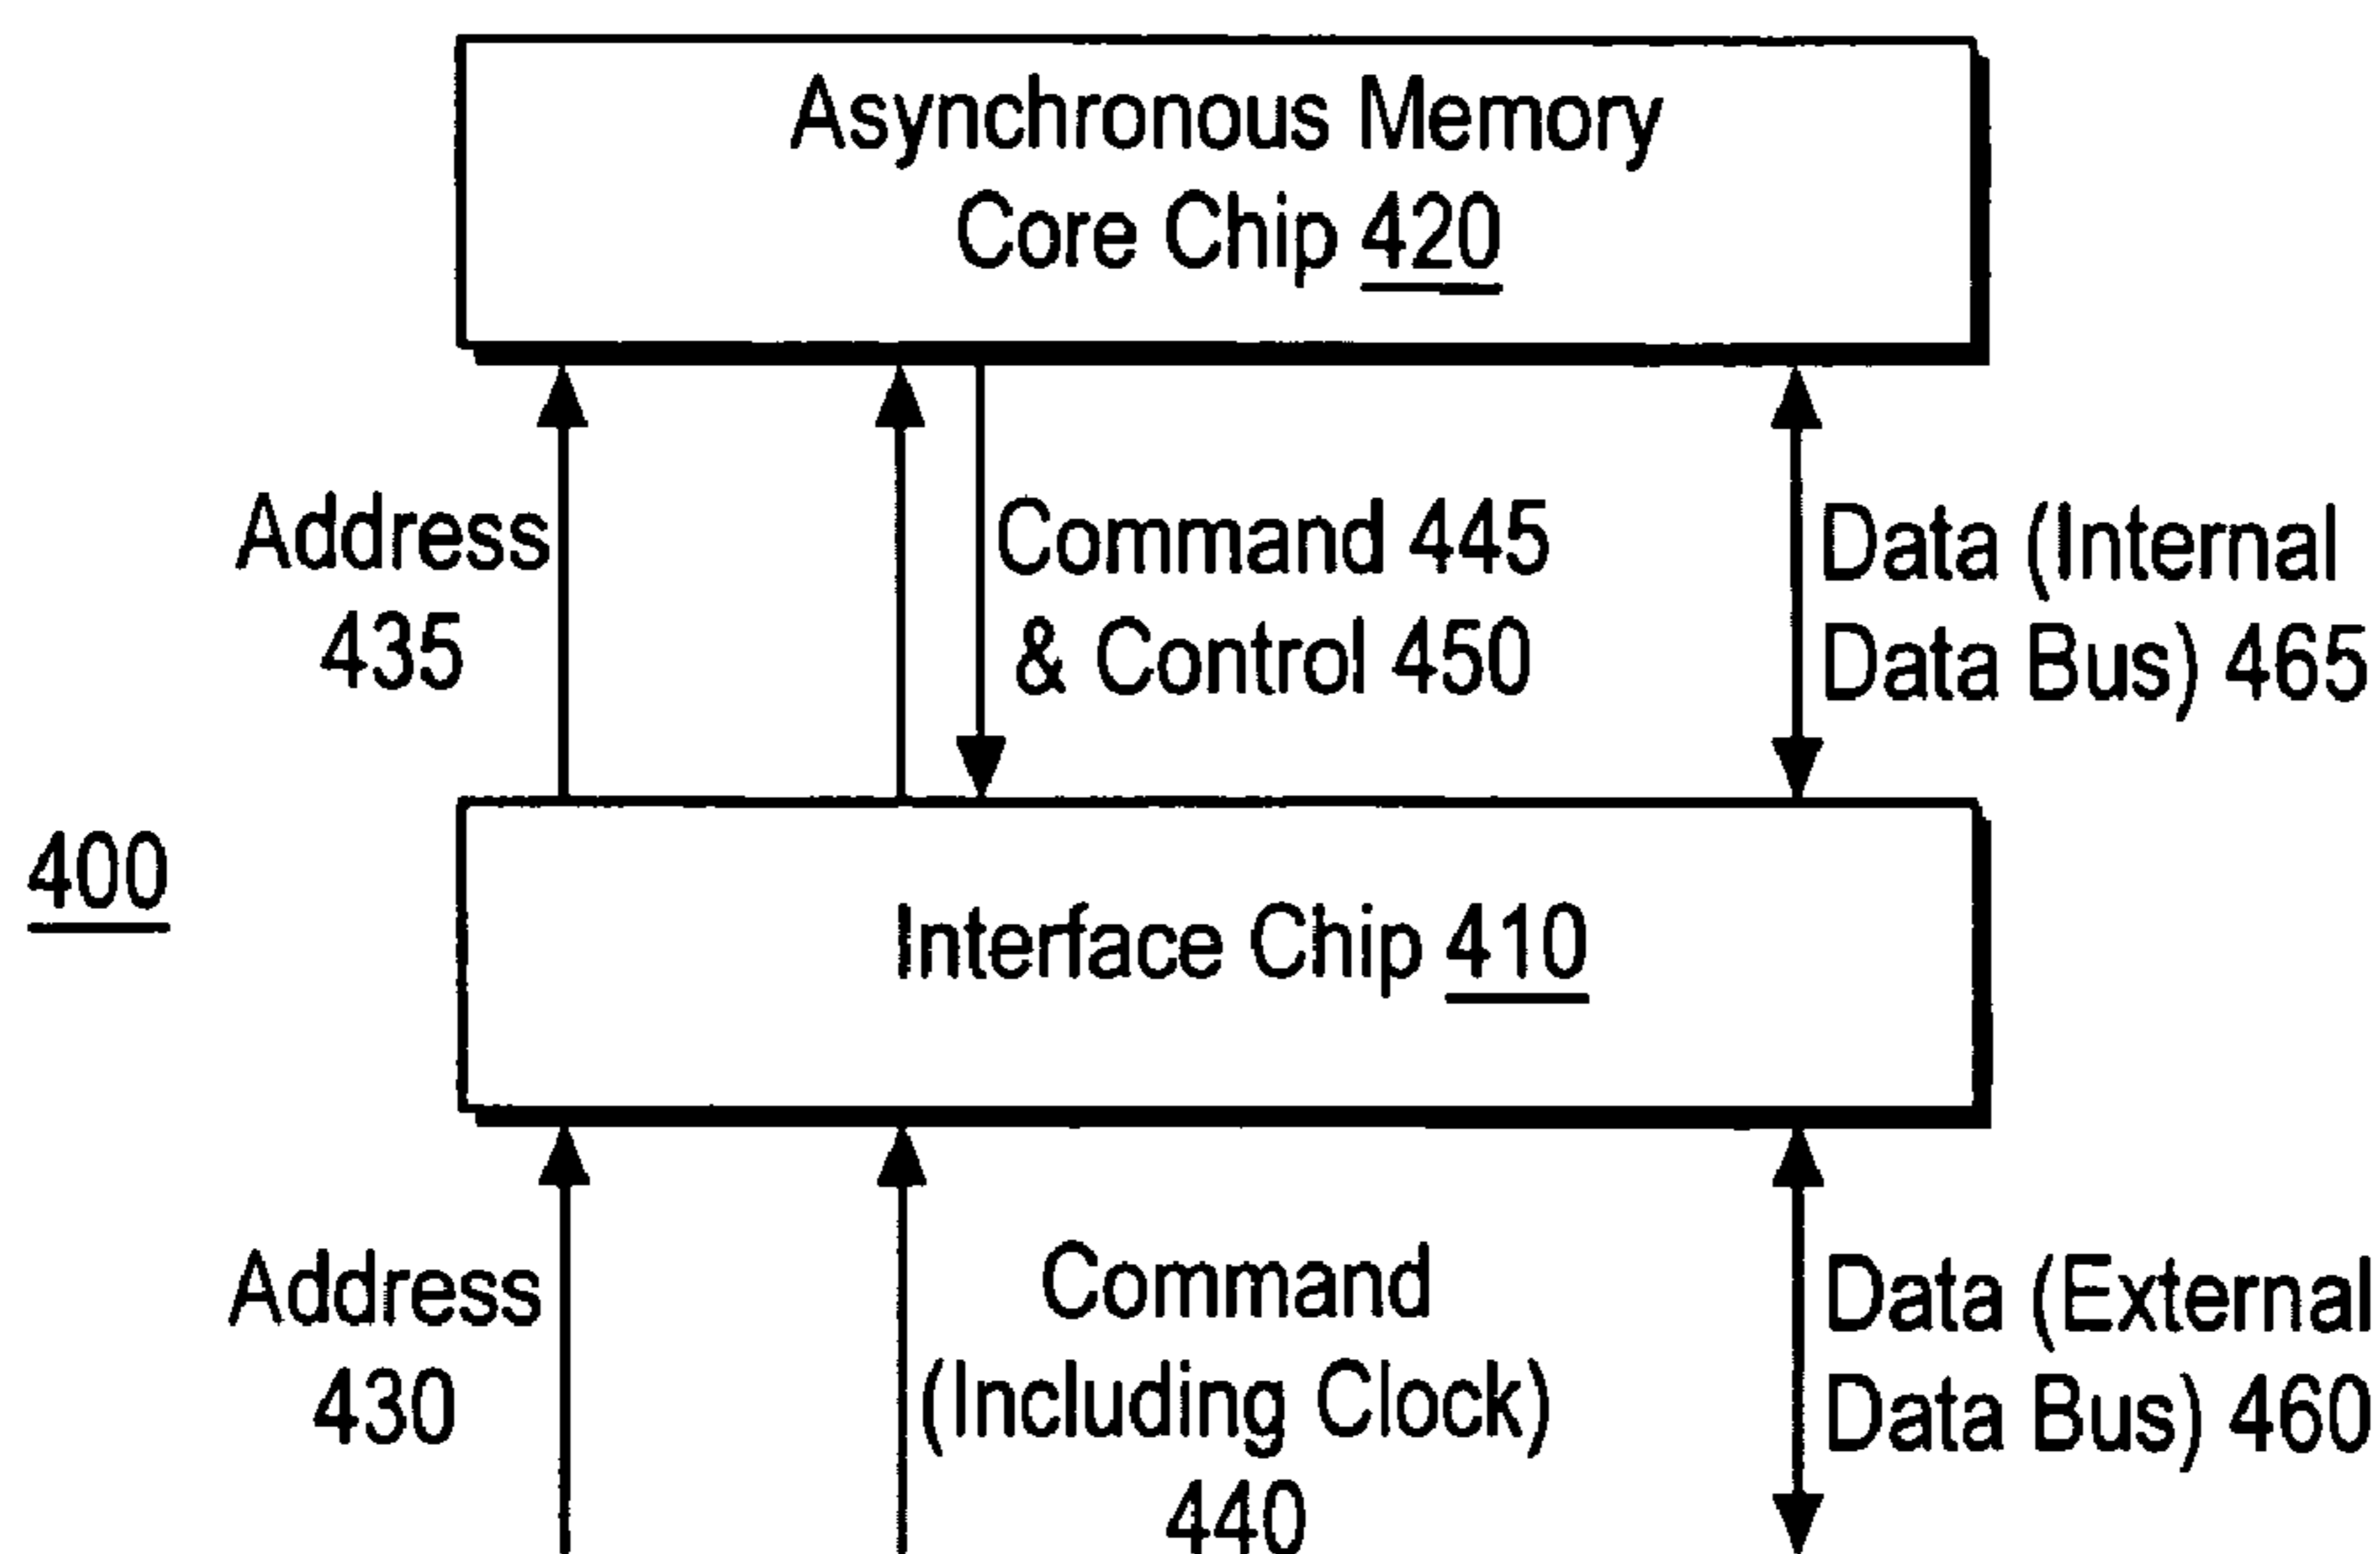 Asynchronous Memory
Core Chip 420
Address
435
Command 445
& Control 450
Data (Internal
Data Bus) 465
400
Interface Chip 410
Address
430
Command
(Including Clock)
440
Data (External
Data Bus) 460